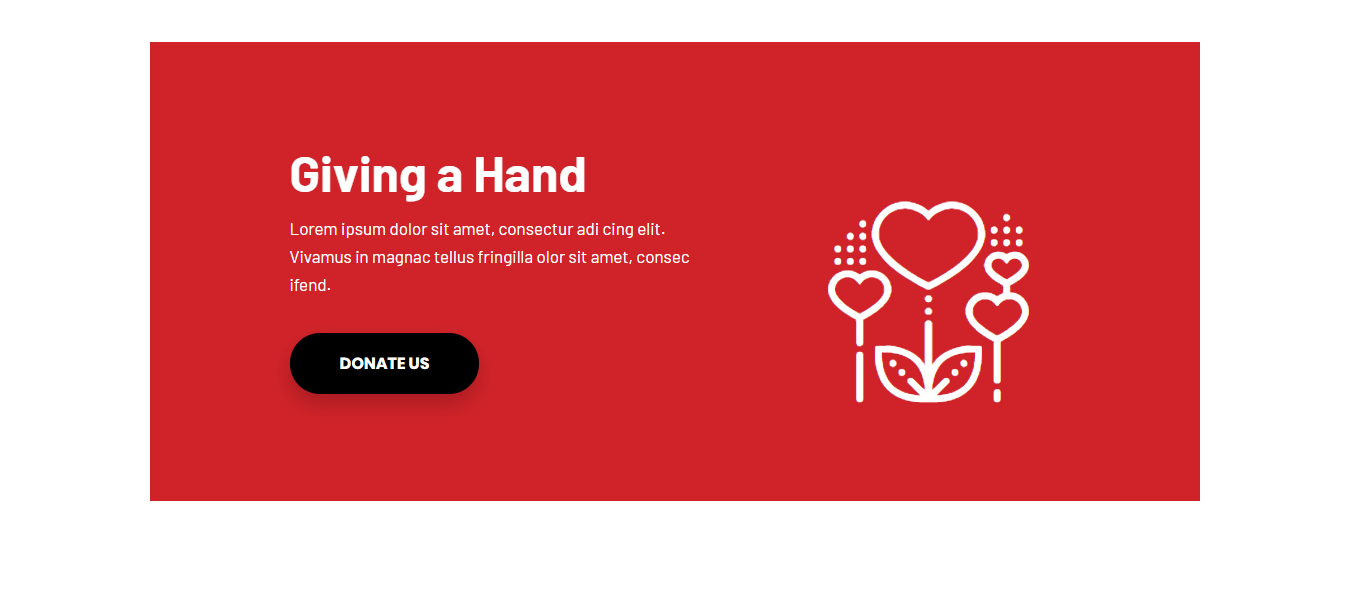 Giving a Hand
Lorem ipsum dolor sit amet, consectur adi cing elit.
Vivamus in magnac tellus fringilla olor sit amet, consec
ifend.
DONATE US